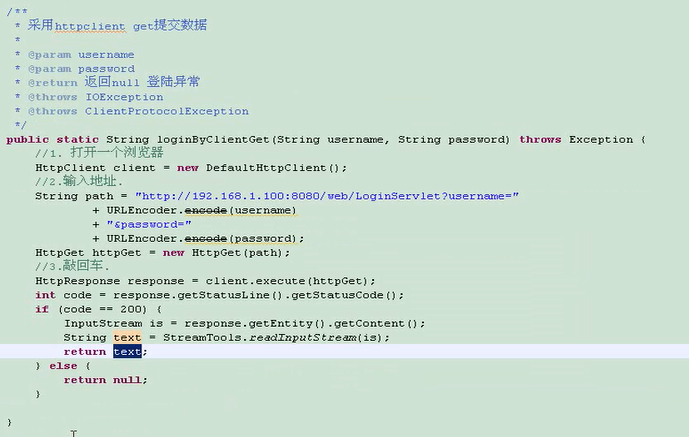 /**
 * 采用httpclient get提交数据
 *
 * @param username
 * @param password
 * @return 返回null 登陆异常
 * @throws IOException
 * @throws ClientProtocolException
 */
public static String loginByClientGet(String username, String password) throws Exception {
    //1. 打开一个浏览器
    HttpClient client = new DefaultHttpClient();
    //2.输入地址.
    String path = "http://192.168.1.100:8080/web/LoginServlet?username="
            + URLEncoder.encode(username)
            + "&password="
            + URLEncoder.encode(password);
    HttpGet httpGet = new HttpGet(path);
    //3.敲回车.
    HttpResponse response = client.execute(httpGet);
    int code = response.getStatusLine().getStatusCode();
    if (code == 200) {
        InputStream is = response.getEntity().getContent();
        String text = StreamTools.readInputStream(is);
        return text;
    } else {
        return null;
    }
}